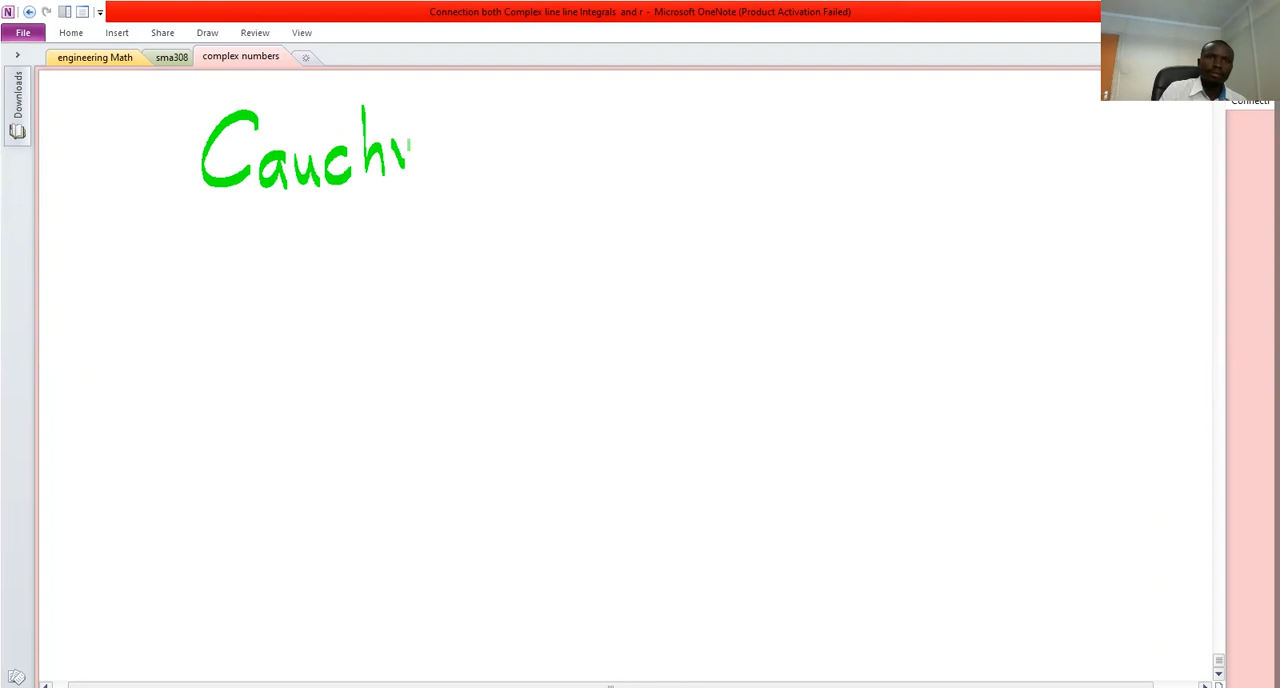 Connection both Complex line line Integrals and r - Microsoft OneNote (Product Activation Failed)
File Home Insert Share Draw Review View
engineering Math sma308 complex numbers
Downloads
Cauchy